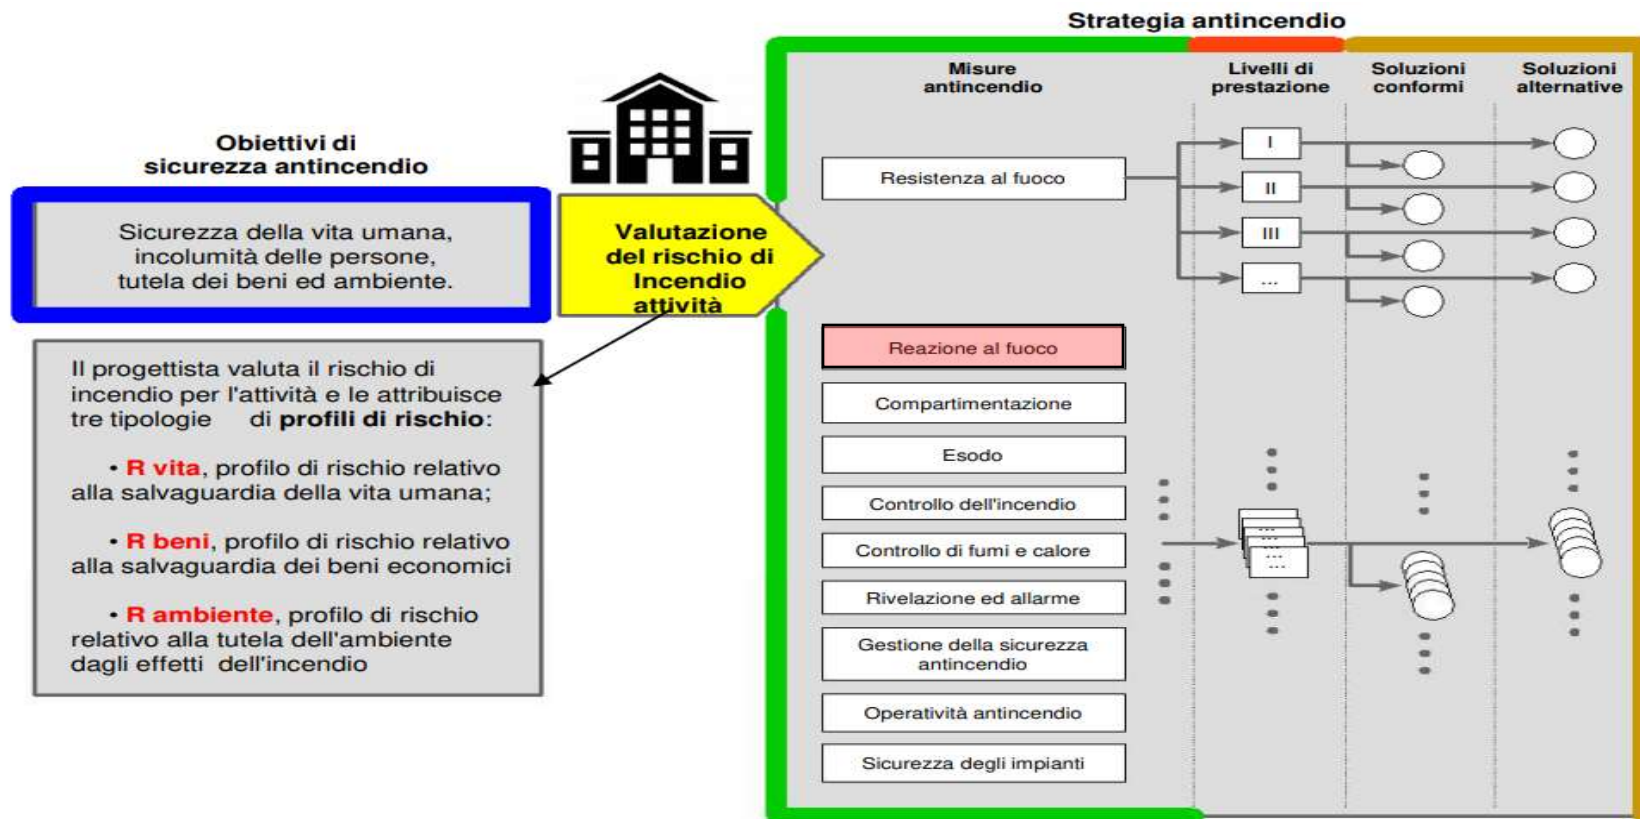 Strategia antincendio
Obiettivi di
sicurezza antincendio
Sicurezza della vita umana,
incolumità delle persone,
tutela dei beni ed ambiente.
Valutazione
del rischio di
Incendio
attività
Il progettista valuta il rischio di
incendio per l'attività e le attribuisce
tre tipologie di profili di rischio:
• R vita, profilo di rischio relativo
alla salvaguardia della vita umana;
• R beni, profilo di rischio relativo
alla salvaguardia dei beni economici
• R ambiente, profilo di rischio
relativo alla tutela dell'ambiente
dagli effetti dell'incendio
Misure
antincendio
Livelli di
prestazione
Soluzioni
conformi
Soluzioni
alternative
Resistenza al fuoco
I
II
III
...
Reazione al fuoco
Compartimentazione
Esodo
Controllo dell'incendio
Controllo di fumi e calore
Rivelazione ed allarme
Gestione della sicurezza
antincendio
Operatività antincendio
Sicurezza degli impianti
...
...
...
...
...